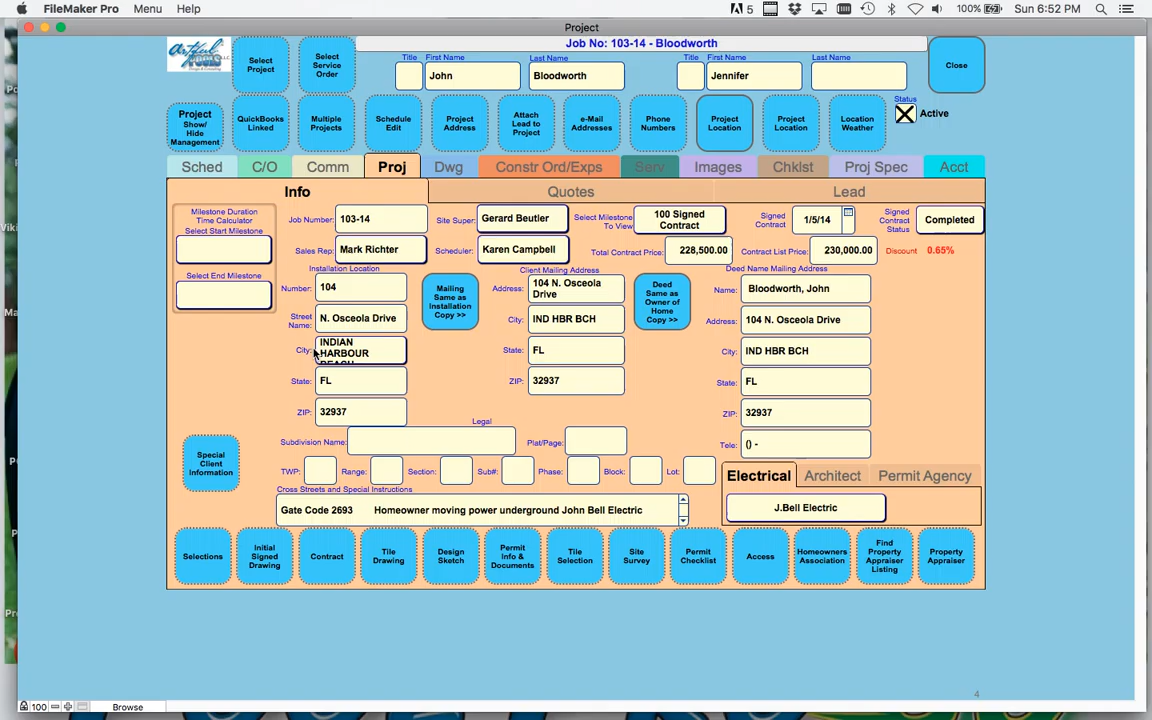 FileMaker Pro Menu Help
5 100% Sun 6:52 PM
Project
Artful POOLS
Select Project
Select Service Order
Job No: 103-14 - Bloodworth
Title First Name Last Name Title First Name Last Name
John Bloodworth Jennifer
Close
Project Show/ Hide Management
QuickBooks Linked
Multiple Projects
Schedule Edit
Project Address
Attach Lead to Project
e-Mail Addresses
Phone Numbers
Project Location
Project Location
Location Weather
Status
Active
Sched C/O Comm Proj Dwg Constr Ord/Exps Serv Images Chklst Proj Spec Acct
Info Quotes Lead
Milestone Duration
Time Calculator
Select Start Milestone
Select End Milestone
Job Number: 103-14 Site Super: Gerard Beutler Select Milestone To View 100 Signed Contract Signed Contract 1/5/14 Signed Contract Status Completed
Sales Rep: Mark Richter Scheduler: Karen Campbell Total Contract Price: 228,500.00 Contract List Price: 230,000.00 Discount 0.65%
Installation Location
Number: 104
Street Name: N. Osceola Drive
City: INDIAN HARBOUR BEACH
State: FL
ZIP: 32937
Mailing Same as Installation Copy >>
Client Mailing Address
Address: 104 N. Osceola Drive
City: IND HBR BCH
State: FL
ZIP: 32937
Deed Same as Owner of Home Copy >>
Deed Name Mailing Address
Name: Bloodworth, John
Address: 104 N. Osceola Drive
City: IND HBR BCH
State: FL
ZIP: 32937
Tele: () -
Legal
Subdivision Name: Plat/Page:
TWP: Range: Section: Sub#: Phase: Block: Lot:
Special Client Information
Cross Streets and Special Instructions
Gate Code 2693 Homeowner moving power underground John Bell Electric
Electrical Architect Permit Agency
J.Bell Electric
Selections
Initial Signed Drawing
Contract
Tile Drawing
Design Sketch
Permit Info & Documents
Tile Selection
Site Survey
Permit Checklist
Access
Homeowners Association
Find Property Appraiser Listing
Property Appraiser
4
100 Browse